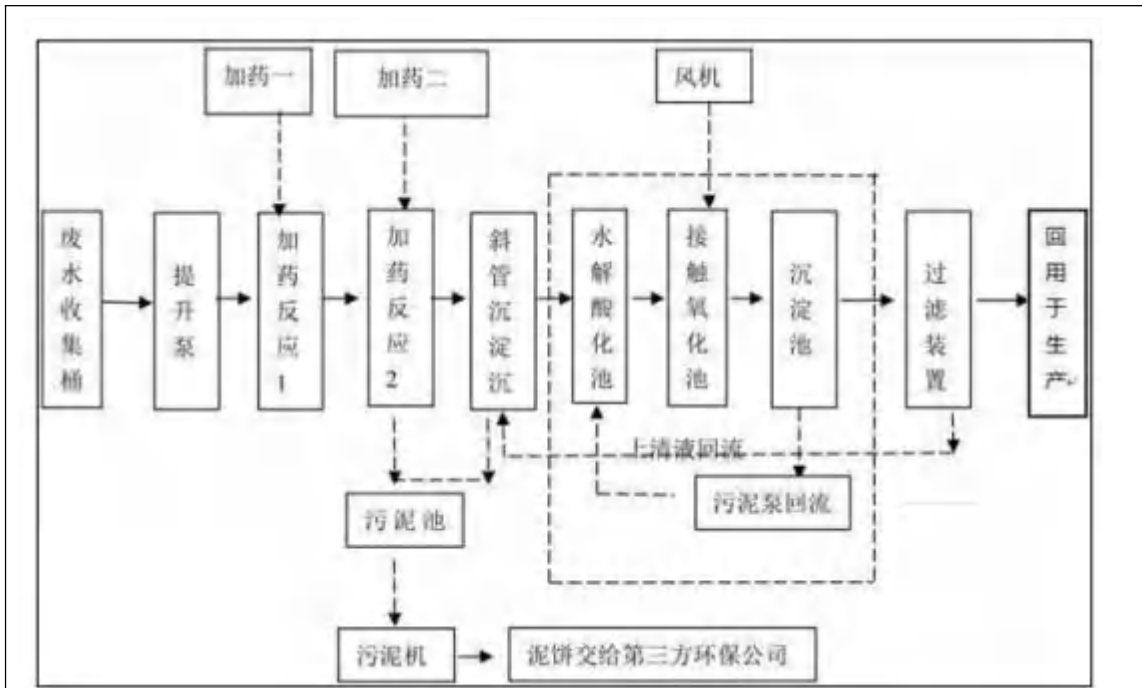 加药一
加药二
风机
废水收集桶
提升泵
加药反应1
加药反应2
斜管沉淀沉
水解酸化池
接触氧化池
沉淀池
过滤装置
回用于生产
上清液回流
污泥池
污泥泵回流
污泥机
泥饼交给第三方环保公司